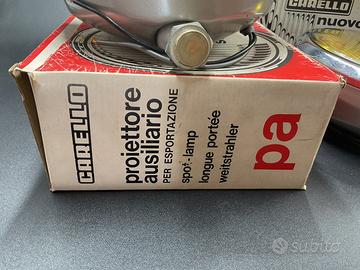 CARELLO
proiettore
ausiliario
PER ESPORTAZIONE
spot-lamp
longue portée
weitstrahler
pa
CARELLO
nuovo
subito